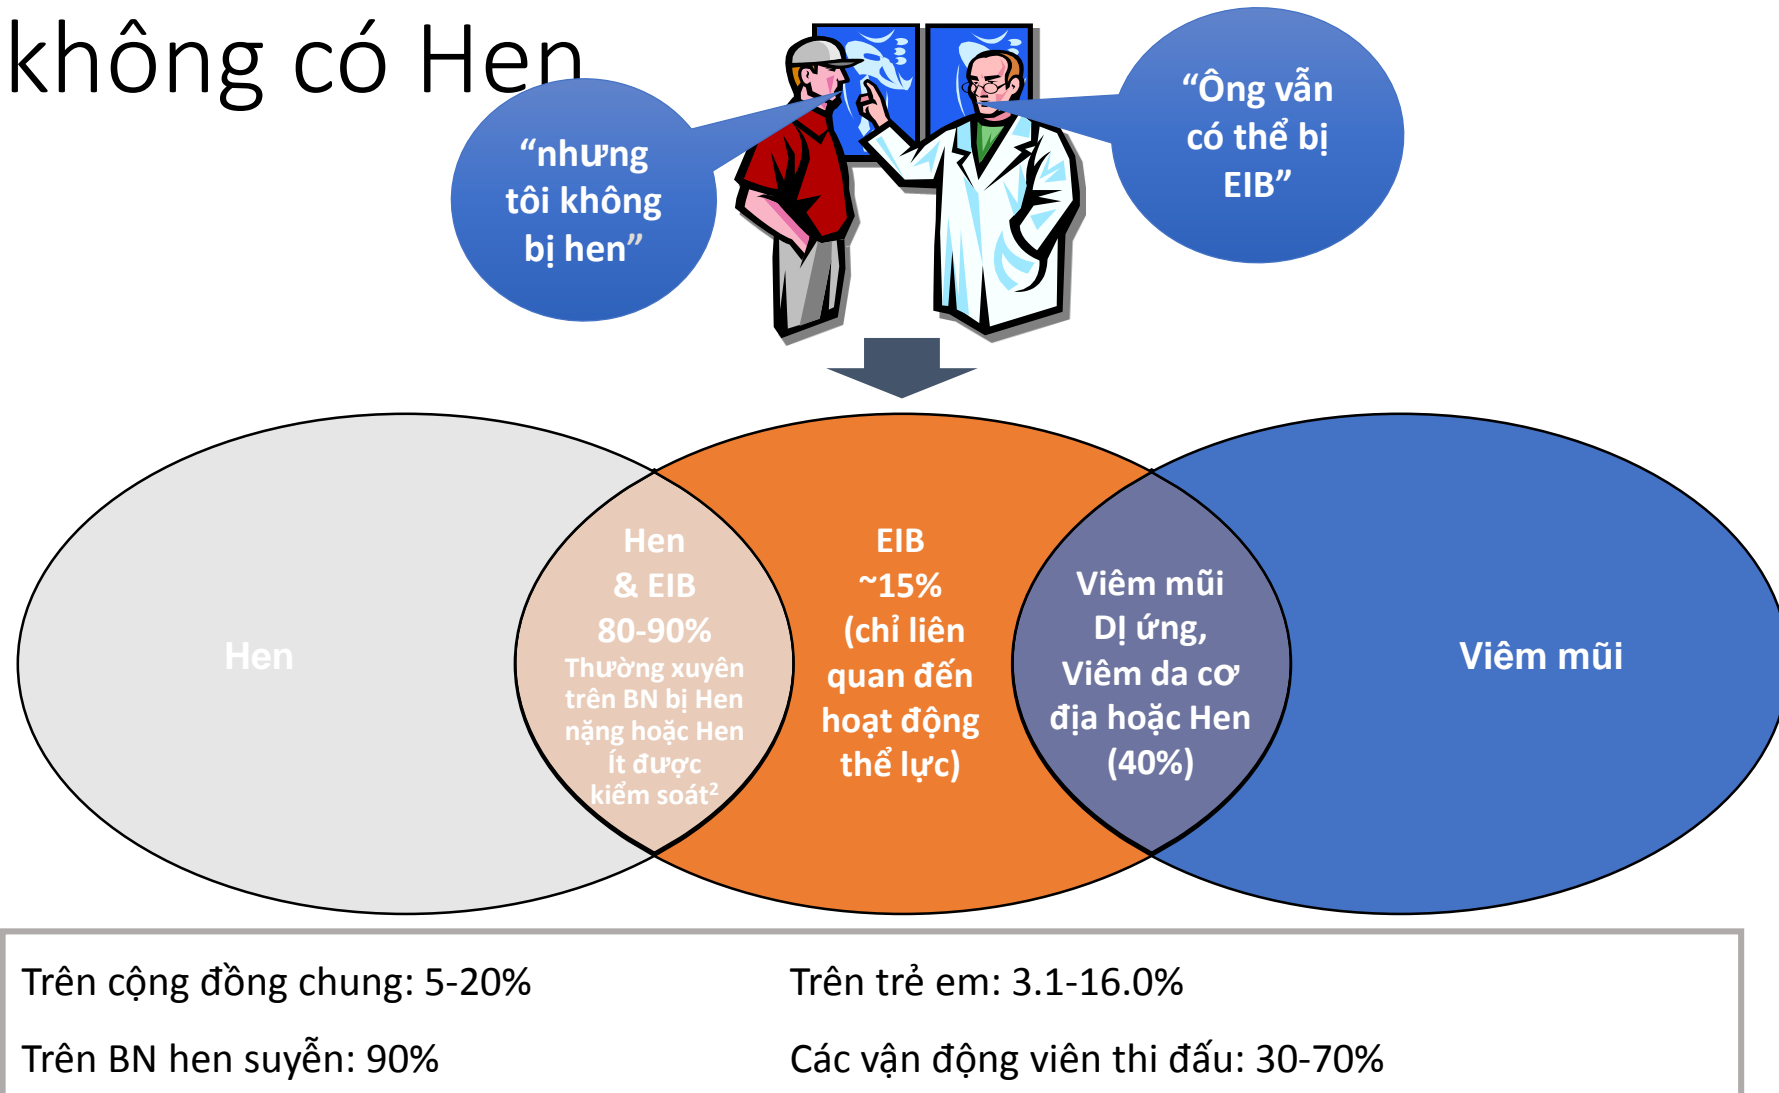 không có Hen
“nhưng
tôi không
bị hen”
“Ông vẫn
có thể bị
EIB”
Hen
Hen
& EIB
80-90%
Thường xuyên
trên BN bị Hen
nặng hoặc Hen
Ít được
kiểm soát²
EIB
~15%
(chỉ liên
quan đến
hoạt động
thể lực)
Viêm mũi
DỊ ứng,
Viêm da cơ
địa hoặc Hen
(40%)
Viêm mũi
Trên cộng đồng chung: 5-20%
Trên trẻ em: 3.1-16.0%
Trên BN hen suyễn: 90%
Các vận động viên thi đấu: 30-70%